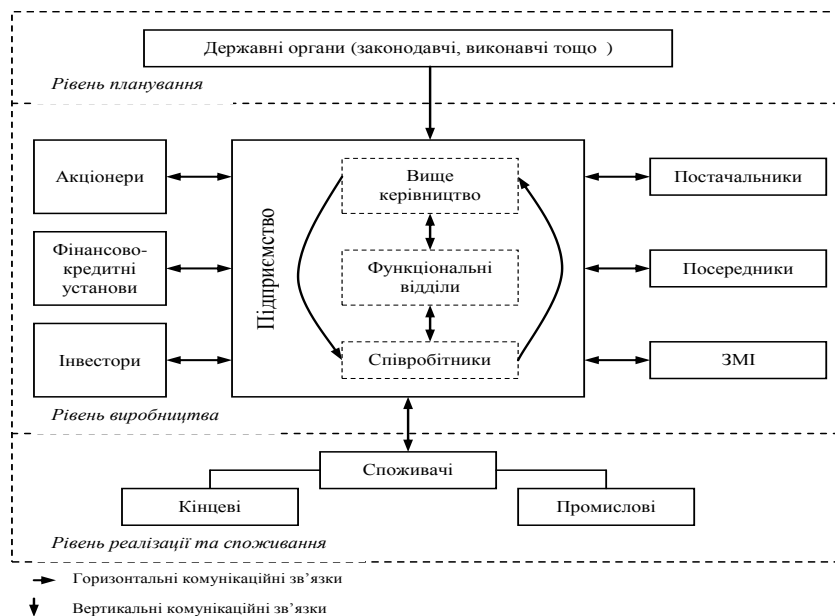 Державні органи (законодавчі, виконавчі тощо )
Рівень планування
Акціонери
Фінансово-
кредитні
установи
Інвестори
Підприємство
Вище
керівництво
Функціональні
відділи
Співробітники
Постачальники
Посередники
ЗМІ
Рівень виробництва
Споживачі
Кінцеві
Промислові
Рівень реалізації та споживання
Горизонтальні комунікаційні зв’язки
Вертикальні комунікаційні зв’язки